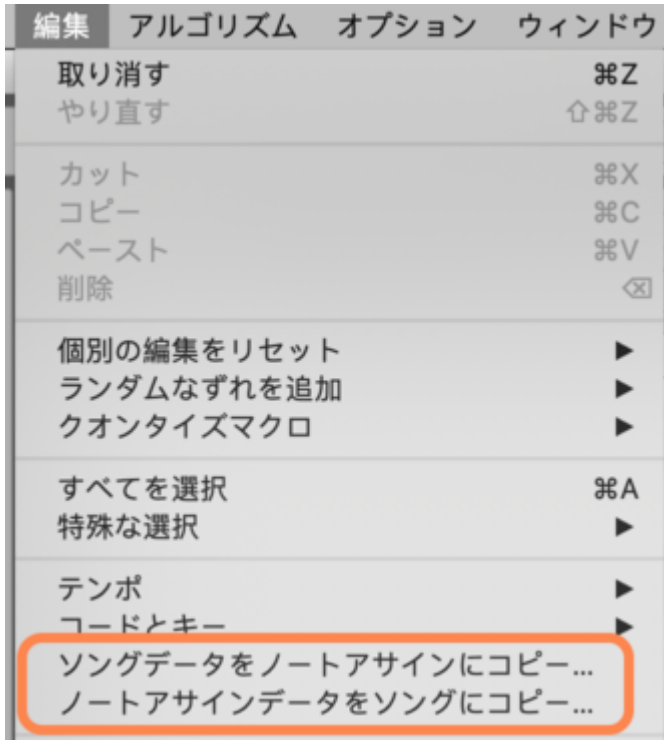 編集 アルゴリズム オプション ウィンドウ
取り消す ⌘Z
やり直す ⇧⌘Z
カット ⌘X
コピー ⌘C
ペースト ⌘V
削除 ⌫
個別の編集をリセット ▶
ランダムなずれを追加 ▶
クオンタイズマクロ ▶
すべてを選択 ⌘A
特殊な選択 ▶
テンポ ▶
コードとキー ▶
ソングデータをノートアサインにコピー...
ノートアサインデータをソングにコピー...